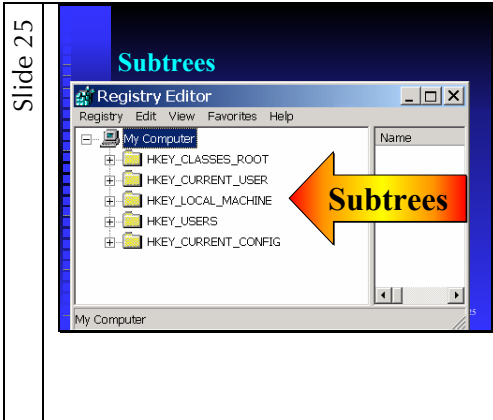 Slide 25
Subtrees
Registry Editor
Registry Edit View Favorites Help
My Computer
Name
HKEY_CLASSES_ROOT
HKEY_CURRENT_USER
HKEY_LOCAL_MACHINE
HKEY_USERS
HKEY_CURRENT_CONFIG
Subtrees
My Computer
25